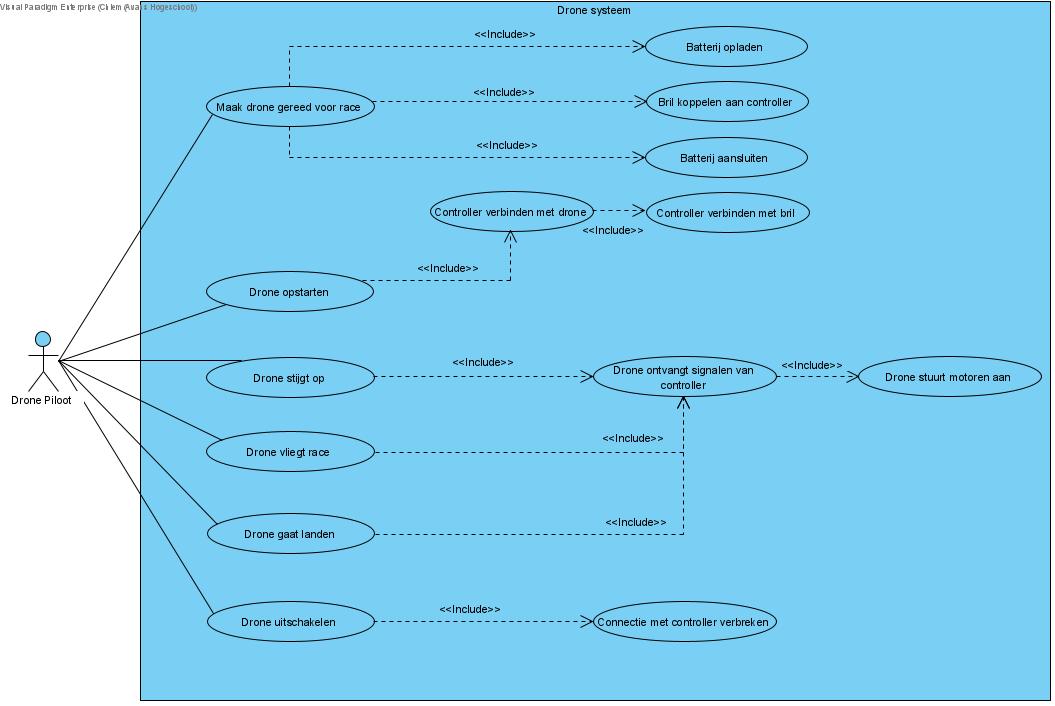 Visual Paradigm Enterprise
Drone systeem
<<Include>>
Batterij opladen
<<Include>>
Maak drone gereed voor race
Bril koppelen aan controller
<<Include>>
Batterij aansluiten
Controller verbinden met drone
Controller verbinden met bril
<<Include>>
<<Include>>
Drone opstarten
Drone Piloot
<<Include>>
Drone stijgt op
Drone ontvangt signalen van
controller
<<Include>>
Drone stuurt motoren aan
<<Include>>
Drone vliegt race
<<Include>>
Drone gaat landen
<<Include>>
Drone uitschakelen
Connectie met controller verbreken